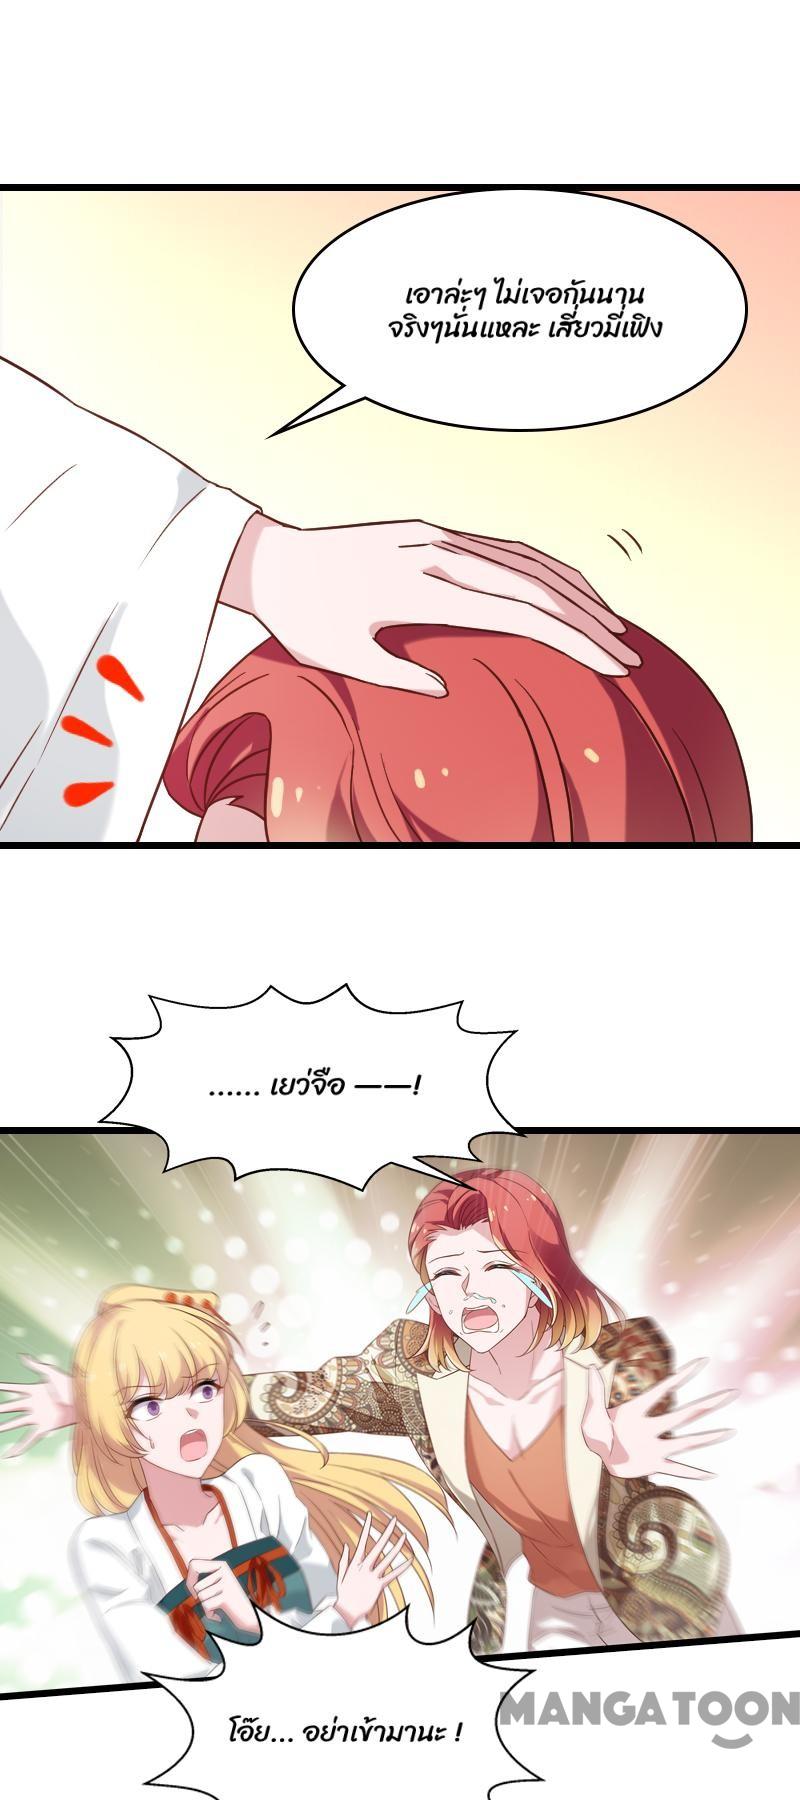 เอาล่ะๆ ไม่เจอกันนาน
จริงๆนั่นแหละ เสี่ยวมี่เฟิง
...... เยว่จือ ——!
MANGATOON
โอ๊ย... อย่าเข้ามานะ !